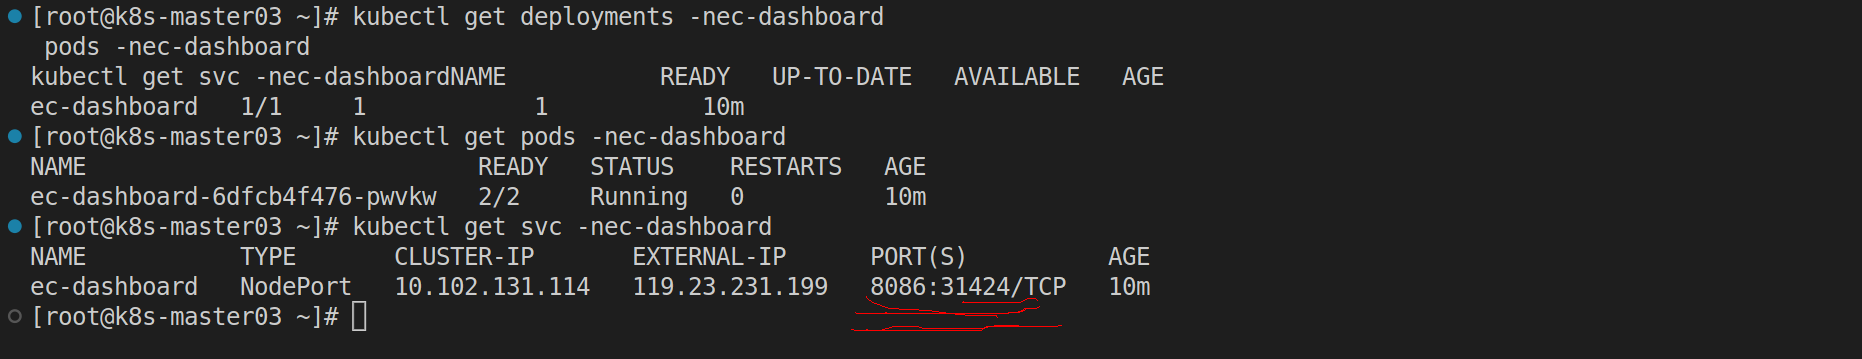 [root@k8s-master03 ~]# kubectl get deployments -nec-dashboard
pods -nec-dashboard
kubectl get svc -nec-dashboardNAME READY UP-TO-DATE AVAILABLE AGE
ec-dashboard 1/1 1 1 10m
[root@k8s-master03 ~]# kubectl get pods -nec-dashboard
NAME READY STATUS RESTARTS AGE
ec-dashboard-6dfcb4f476-pwvkw 2/2 Running 0 10m
[root@k8s-master03 ~]# kubectl get svc -nec-dashboard
NAME TYPE CLUSTER-IP EXTERNAL-IP PORT(S) AGE
ec-dashboard NodePort 10.102.131.114 119.23.231.199 8086:31424/TCP 10m
[root@k8s-master03 ~]#